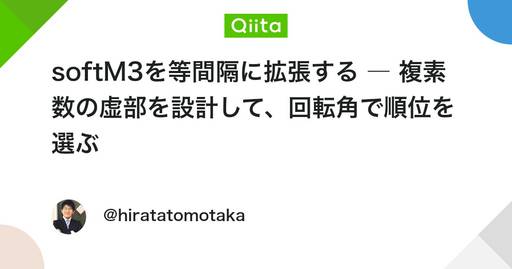 Qiita
softM3を等間隔に拡張する ― 複素
数の虚部を設計して、回転角で順位を
選ぶ
@hiratatomotaka